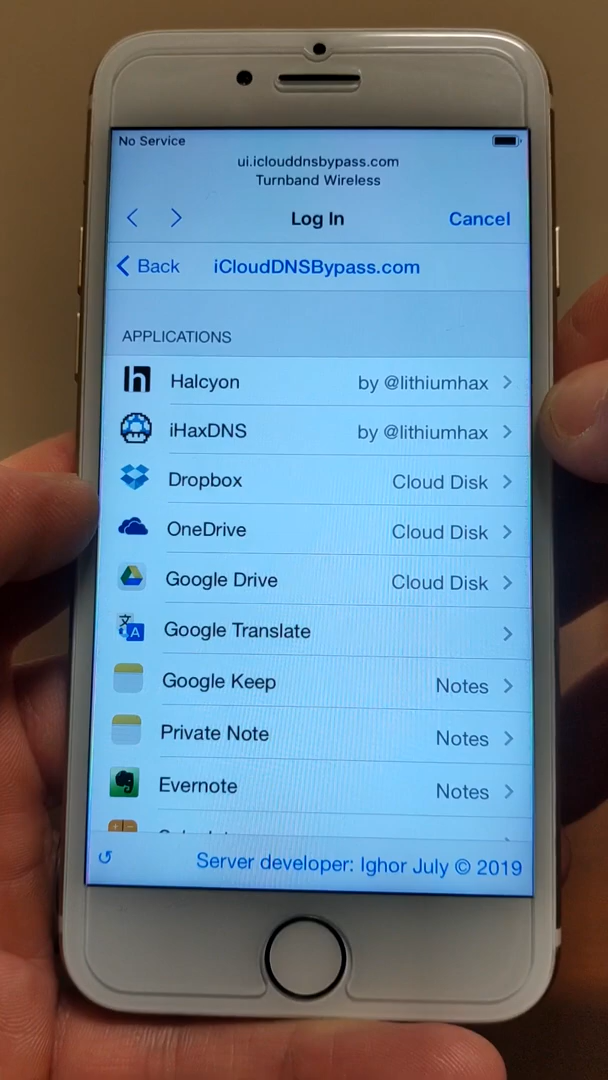 No Service
ui.iclouddnsbypass.com
Turnband Wireless
Log In Cancel
Back iCloudDNSBypass.com
APPLICATIONS
Halcyon by @lithiumhax
iHaxDNS by @lithiumhax
Dropbox Cloud Disk
OneDrive Cloud Disk
Google Drive Cloud Disk
Google Translate
Google Keep Notes
Private Note Notes
Evernote Notes
Server developer: Ighor July © 2019